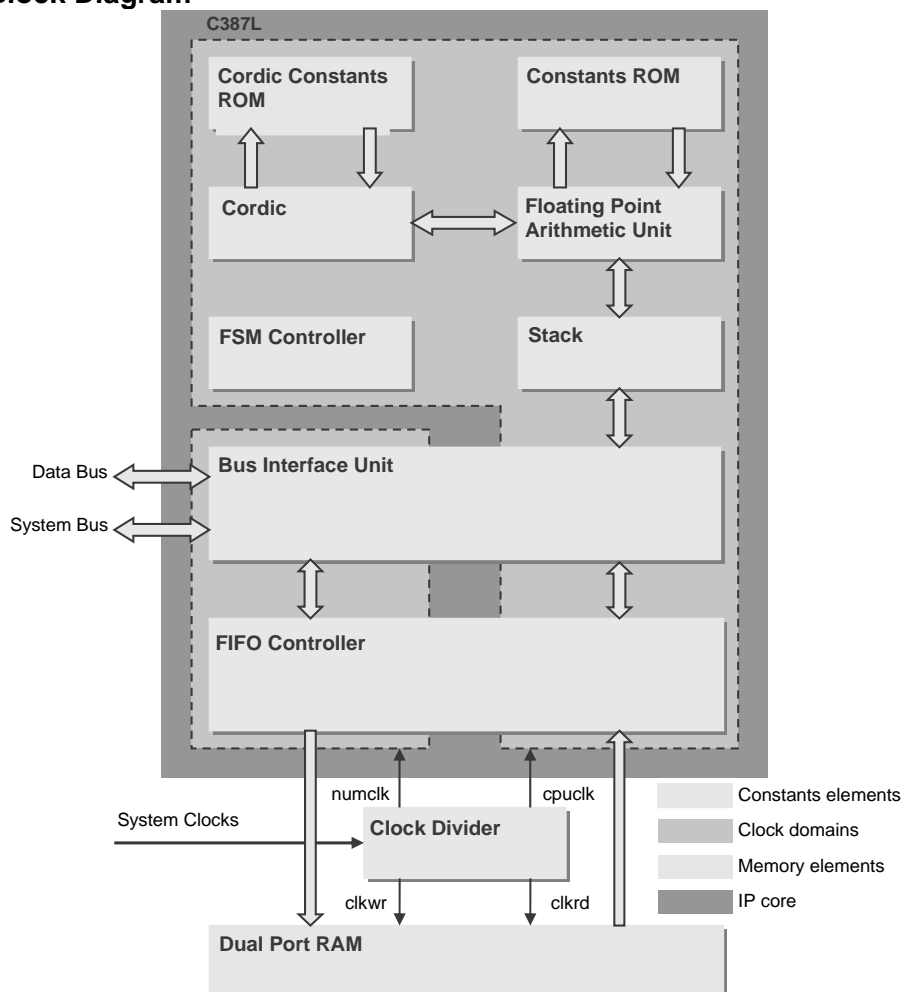 C387L
Cordic Constants
ROM
Constants ROM
Cordic
Floating Point
Arithmetic Unit
FSM Controller
Stack
Data Bus
Bus Interface Unit
System Bus
FIFO Controller
numclk
cpuclk
System Clocks
Clock Divider
clkwr
clkrd
Dual Port RAM
Constants elements
Clock domains
Memory elements
IP core